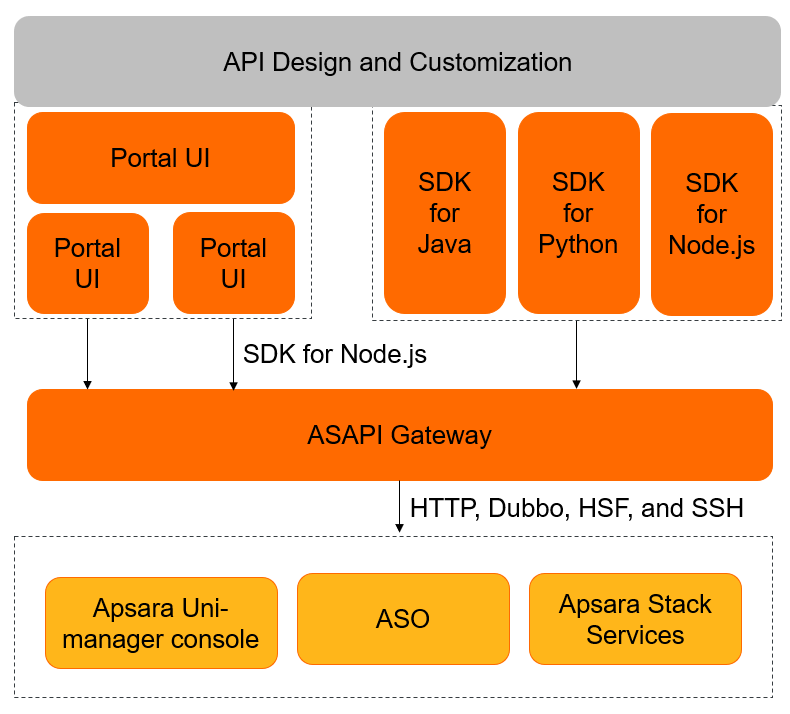 API Design and Customization
Portal UI
Portal
UI
Portal
UI
SDK
for
Java
SDK
for
Python
SDK
for
Node.js
SDK for Node.js
ASAPI Gateway
HTTP, Dubbo, HSF, and SSH
Apsara Uni-
manager console
ASO
Apsara Stack
Services